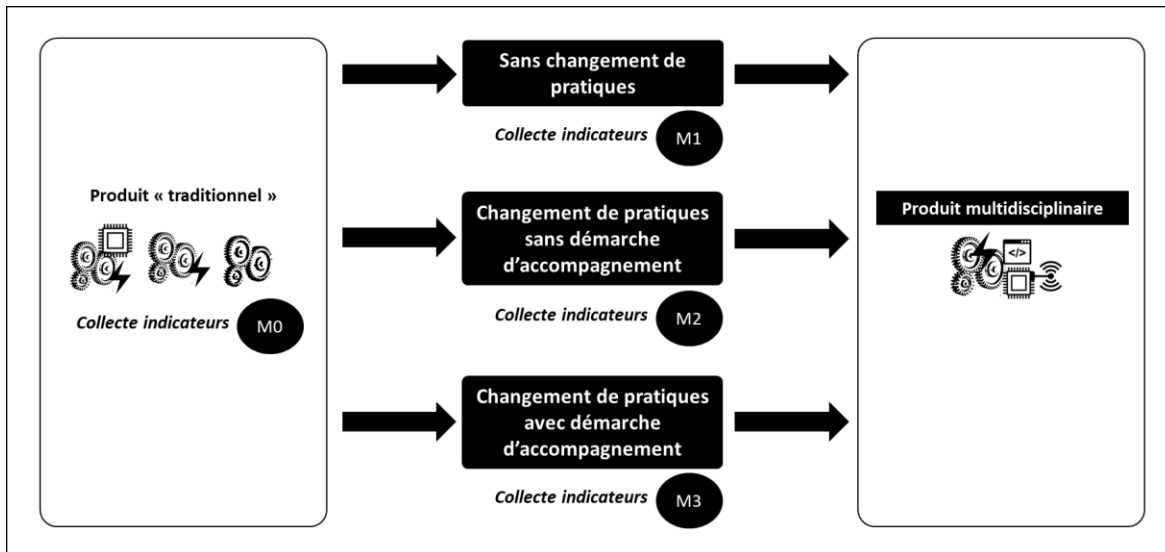 Produit « traditionnel »
Collecte indicateurs M0
Sans changement de
pratiques
Collecte indicateurs M1
Changement de pratiques
sans démarche
d’accompagnement
Collecte indicateurs M2
Changement de pratiques
avec démarche
d’accompagnement
Collecte indicateurs M3
Produit multidisciplinaire
</>